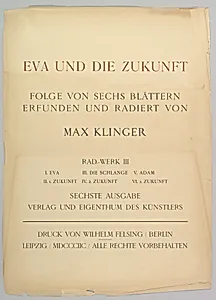 EVA UND DIE ZUKUNFT
FOLGE VON SECHS BLÄTTERN
ERFUNDEN UND RADIERT VON
MAX KLINGER
RAD-WERK III
I. EVA III. DIE SCHLANGE V. ADAM
II. 1. ZUKUNFT IV. 2. ZUKUNFT VI. 3. ZUKUNFT
SECHSTE AUSGABE
VERLAG UND EIGENTHUM DES KÜNSTLERS
DRUCK VON WILHELM FELSING / BERLIN
LEIPZIG / MDCCCIIC / ALLE RECHTE VORBEHALTEN